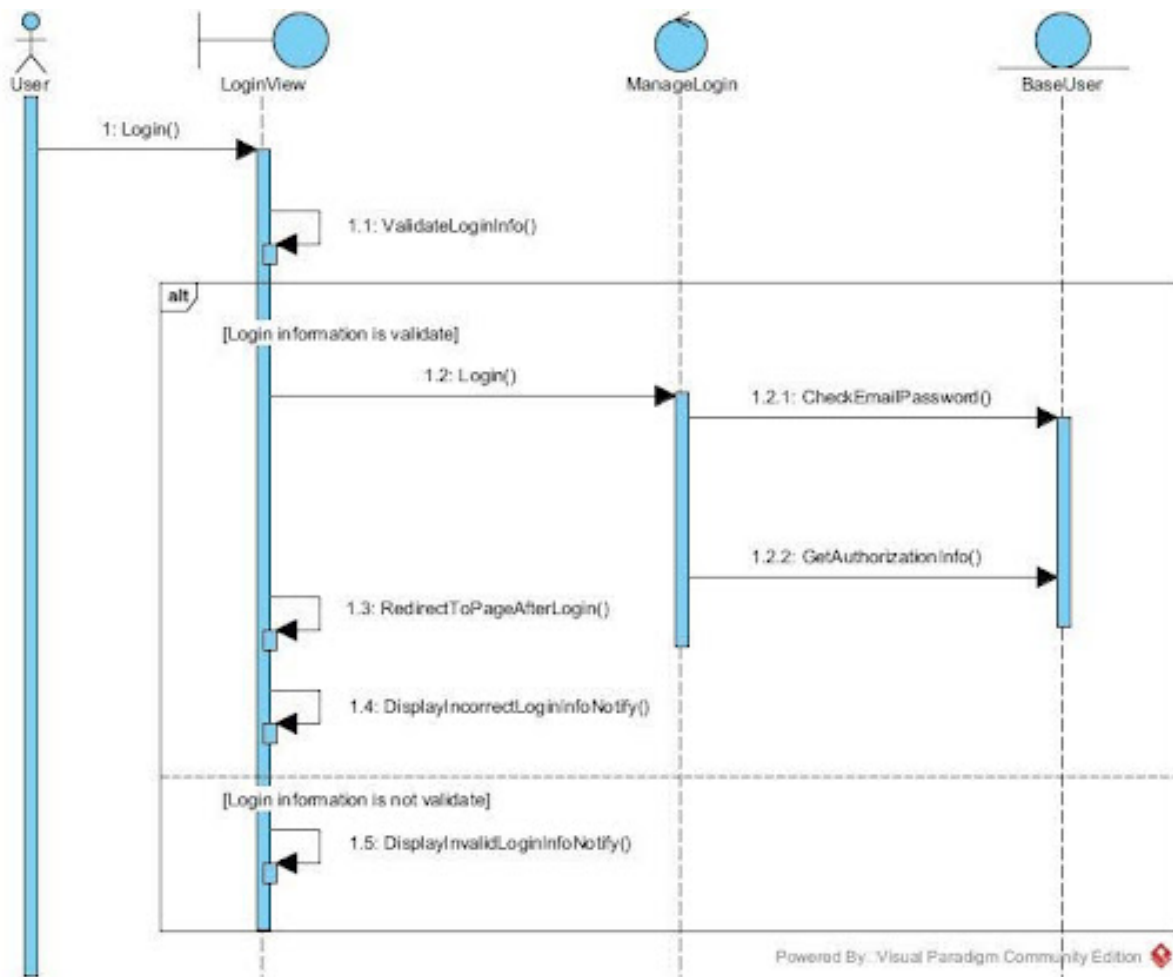 User
LoginView
ManageLogin
BaseUser
1: Login()
1.1: ValidateLoginInfo()
alt
[Login information is validate]
1.2: Login()
1.2.1: CheckEmailPassword()
1.2.2: GetAuthorizationInfo()
1.3: RedirectToPageAfterLogin()
1.4: DisplayIncorrectLoginInfoNotify()
[Login information is not validate]
1.5: DisplayInvalidLoginInfoNotify()
Powered By: Visual Paradigm Community Edition